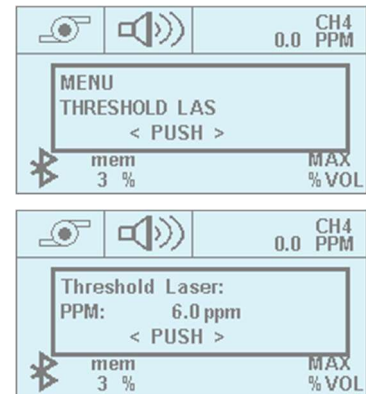 CH4
0.0 PPM
MENU
THRESHOLD LAS
< PUSH >
mem MAX
3 % % VOL
CH4
0.0 PPM
Threshold Laser:
PPM: 6.0 ppm
< PUSH >
mem MAX
3 % % VOL